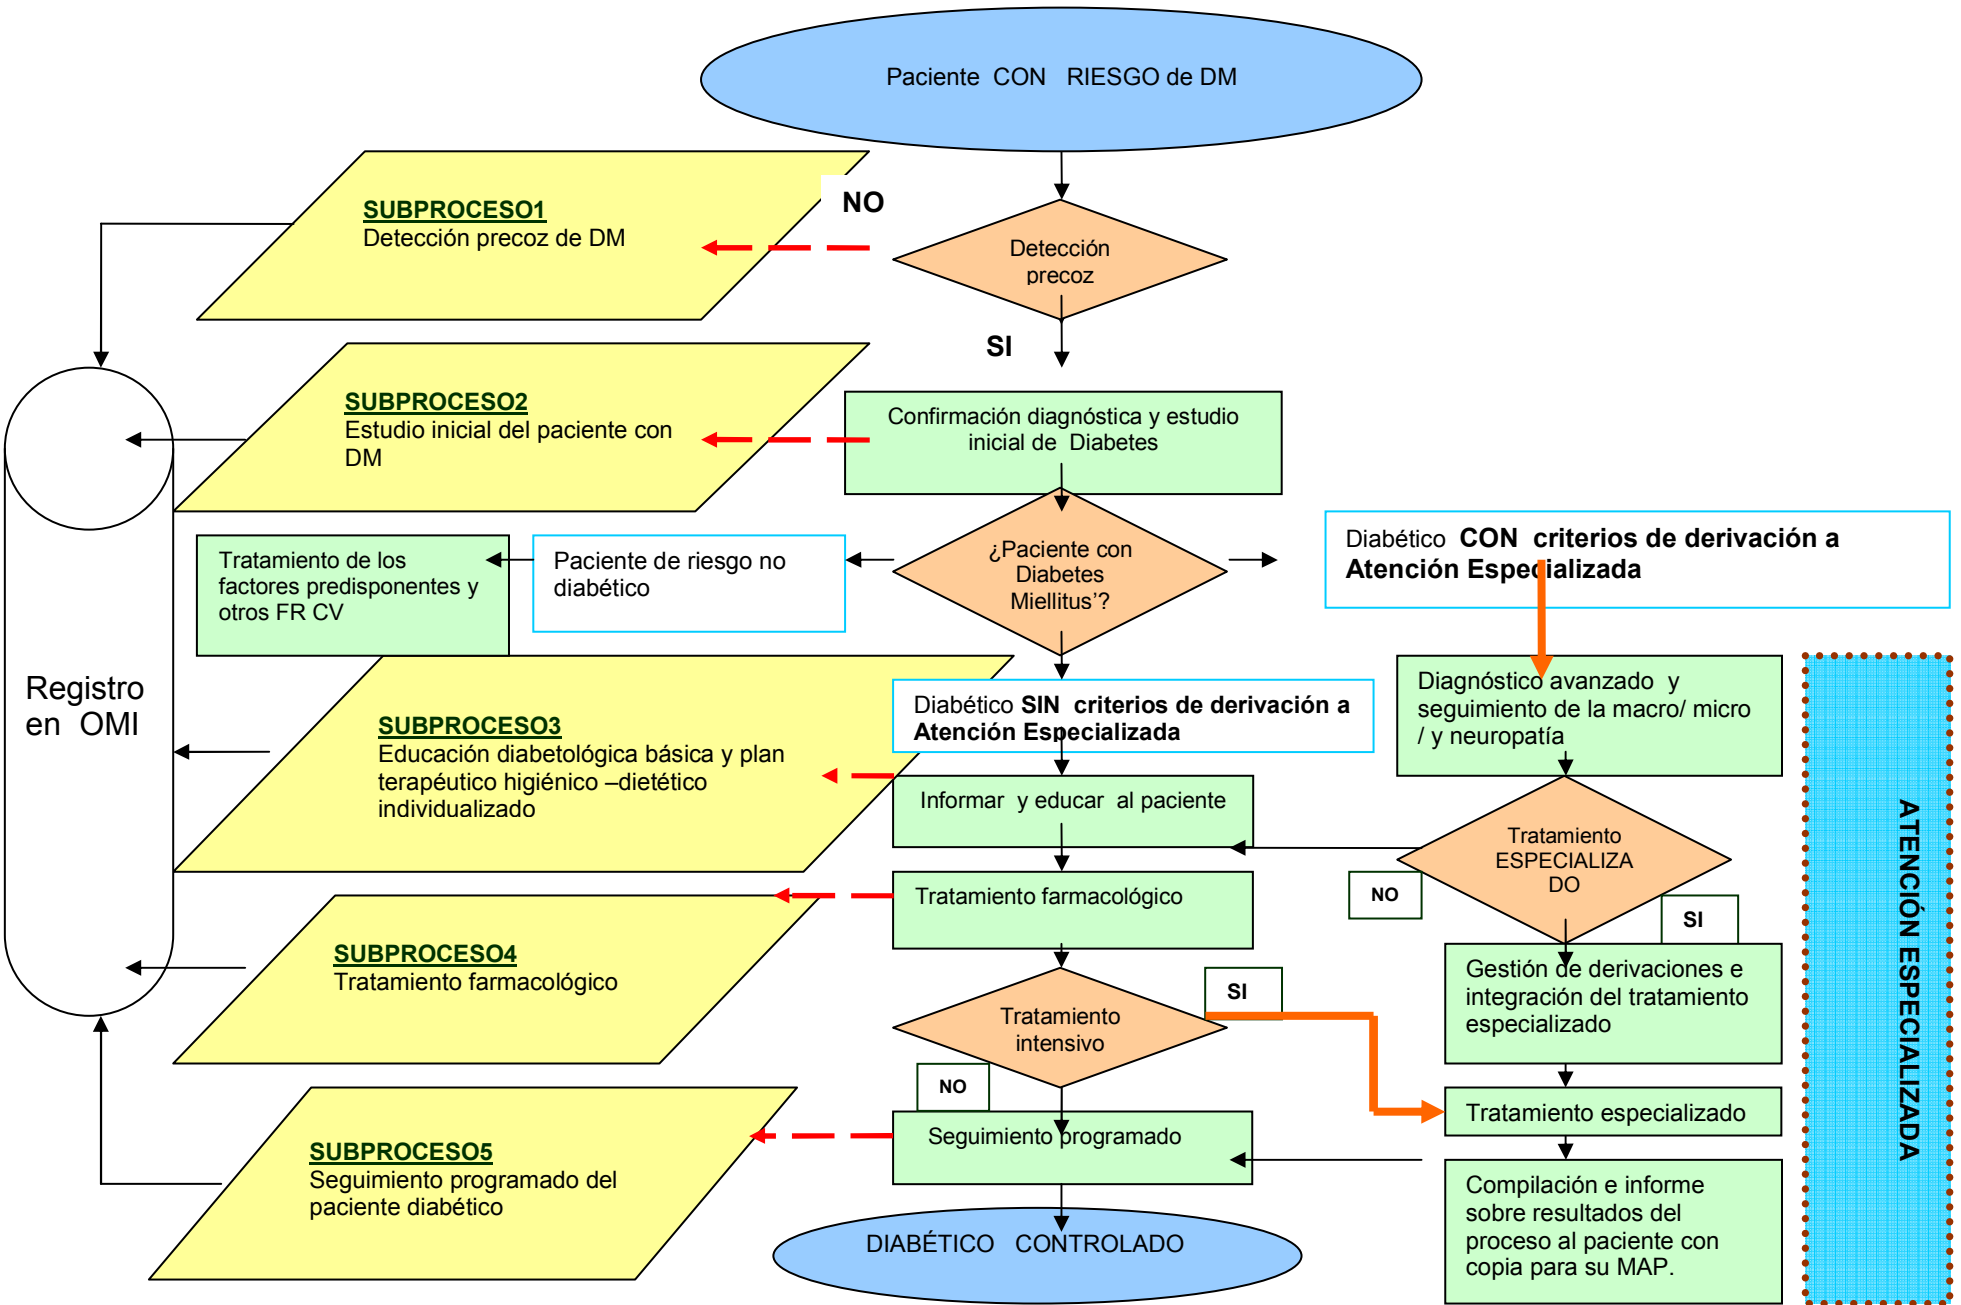 Paciente CON RIESGO de DM
SUBPROCESO1
Detección precoz de DM
NO
Detección
precoz
SI
SUBPROCESO2
Estudio inicial del paciente con
DM
Confirmación diagnóstica y estudio
inicial de Diabetes
Tratamiento de los
factores predisponentes y
otros FR CV
Paciente de riesgo no
diabético
¿Paciente con
Diabetes
Miellitus’?
Diabético CON criterios de derivación a
Atención Especializada
Registro
en OMI
SUBPROCESO3
Educación diabetológica básica y plan
terapéutico higiénico –dietético
individualizado
Diabético SIN criterios de derivación a
Atención Especializada
Informar y educar al paciente
Diagnóstico avanzado y
seguimiento de la macro/ micro
/ y neuropatía
Tratamiento
ESPECIALIZA
DO
NO
SI
ATENCIÓN ESPECIALIZADA
Tratamiento farmacológico
SUBPROCESO4
Tratamiento farmacológico
Tratamiento
intensivo
SI
NO
Gestión de derivaciones e
integración del tratamiento
especializado
Tratamiento especializado
SUBPROCESO5
Seguimiento programado del
paciente diabético
Seguimiento programado
Compilación e informe
sobre resultados del
proceso al paciente con
copia para su MAP.
DIABÉTICO CONTROLADO